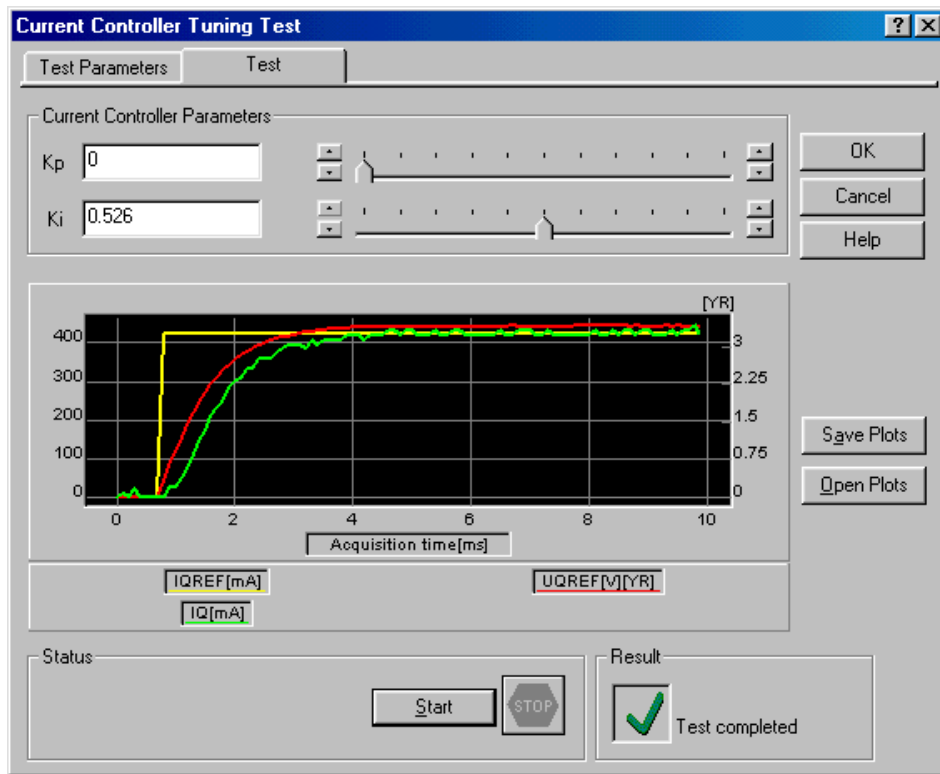 Current Controller Tuning Test
Test Parameters
Test
Current Controller Parameters
Kp 0
Ki 0.526
OK
Cancel
Help
[YR]
400
300
200
100
0
3
2.25
1.5
0.75
0
0 2 4 6 8 10
Acquisition time[ms]
IQREF[mA] UQREF[V][YR]
IQ[mA]
Save Plots
Open Plots
Status
Start
STOP
Result
Test completed